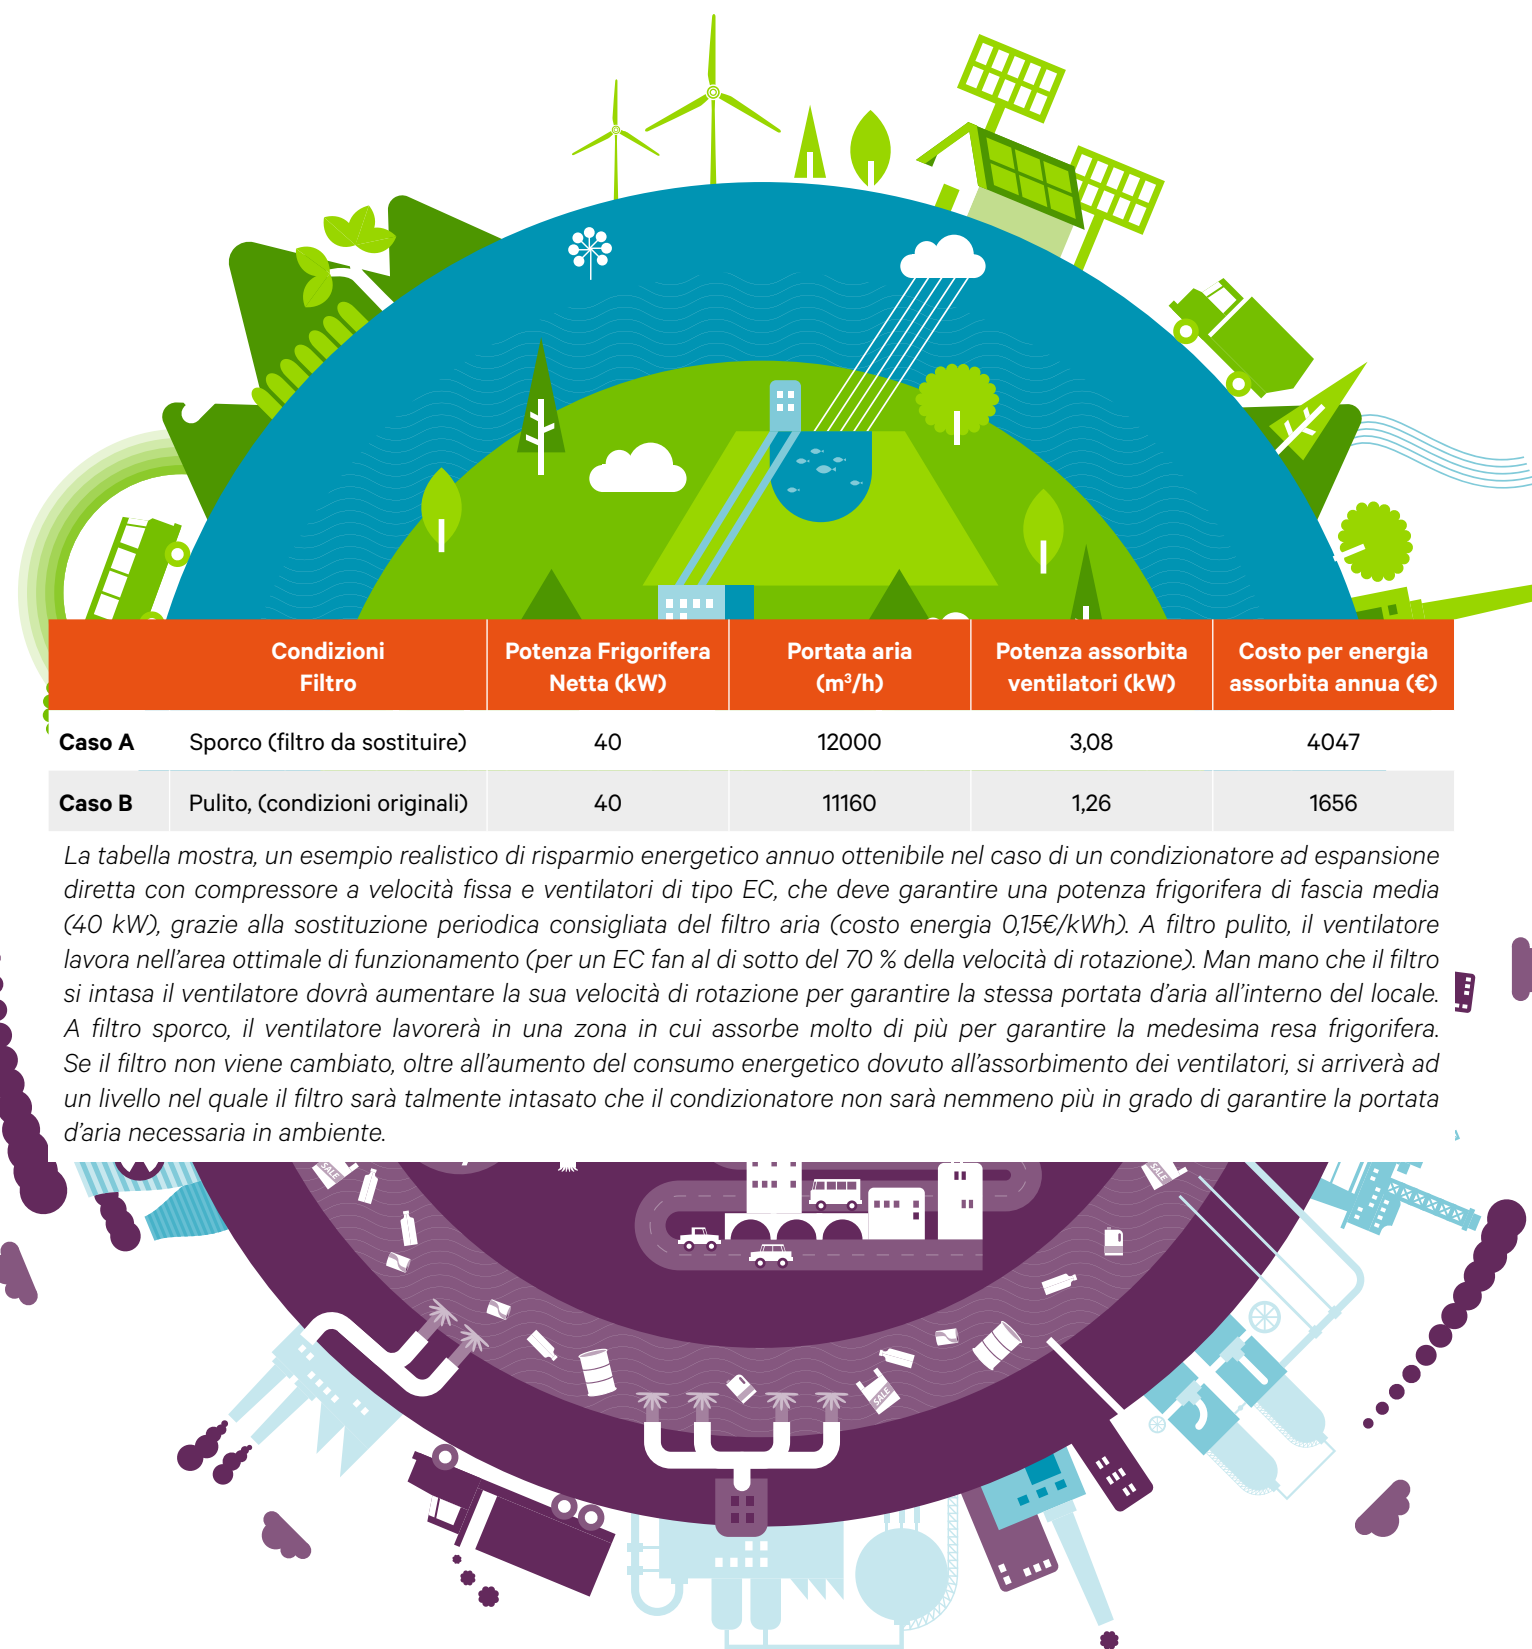 Condizioni
Filtro
Potenza Frigorifera
Netta (kW)
Portata aria
(m³/h)
Potenza assorbita
ventilatori (kW)
Costo per energia
assorbita annua (€)
Caso A Sporco (filtro da sostituire) 40 12000 3,08 4047
Caso B Pulito, (condizioni originali) 40 11160 1,26 1656
La tabella mostra, un esempio realistico di risparmio energetico annuo ottenibile nel caso di un condizionatore ad espansione
diretta con compressore a velocità fissa e ventilatori di tipo EC, che deve garantire una potenza frigorifera di fascia media
(40 kW), grazie alla sostituzione periodica consigliata del filtro aria (costo energia 0,15€/kWh). A filtro pulito, il ventilatore
lavora nell’area ottimale di funzionamento (per un EC fan al di sotto del 70 % della velocità di rotazione). Man mano che il filtro
si intasa il ventilatore dovrà aumentare la sua velocità di rotazione per garantire la stessa portata d’aria all’interno del locale.
A filtro sporco, il ventilatore lavorerà in una zona in cui assorbe molto di più per garantire la medesima resa frigorifera.
Se il filtro non viene cambiato, oltre all’aumento del consumo energetico dovuto all’assorbimento dei ventilatori, si arriverà ad
un livello nel quale il filtro sarà talmente intasato che il condizionatore non sarà nemmeno più in grado di garantire la portata
d’aria necessaria in ambiente.
SALE
SALE
SALE